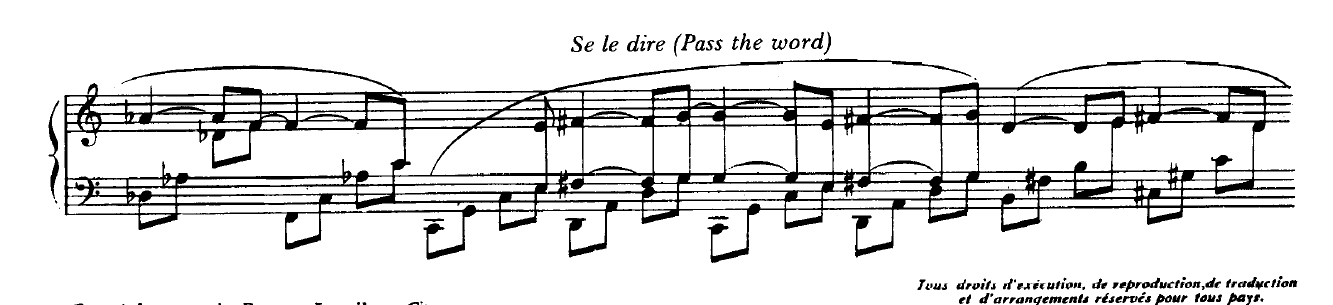 Se le dire (Pass the word)
Tous droits d'exécution, de reproduction, de traduction
et d'arrangements réservés pour tous pays.